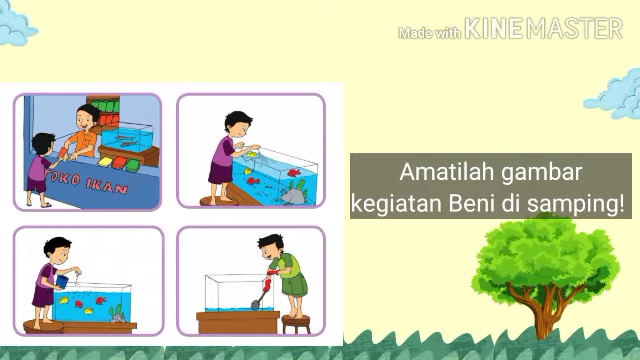 Made with KINEMASTER
TOKO IKAN
Amatilah gambar
kegiatan Beni di samping!